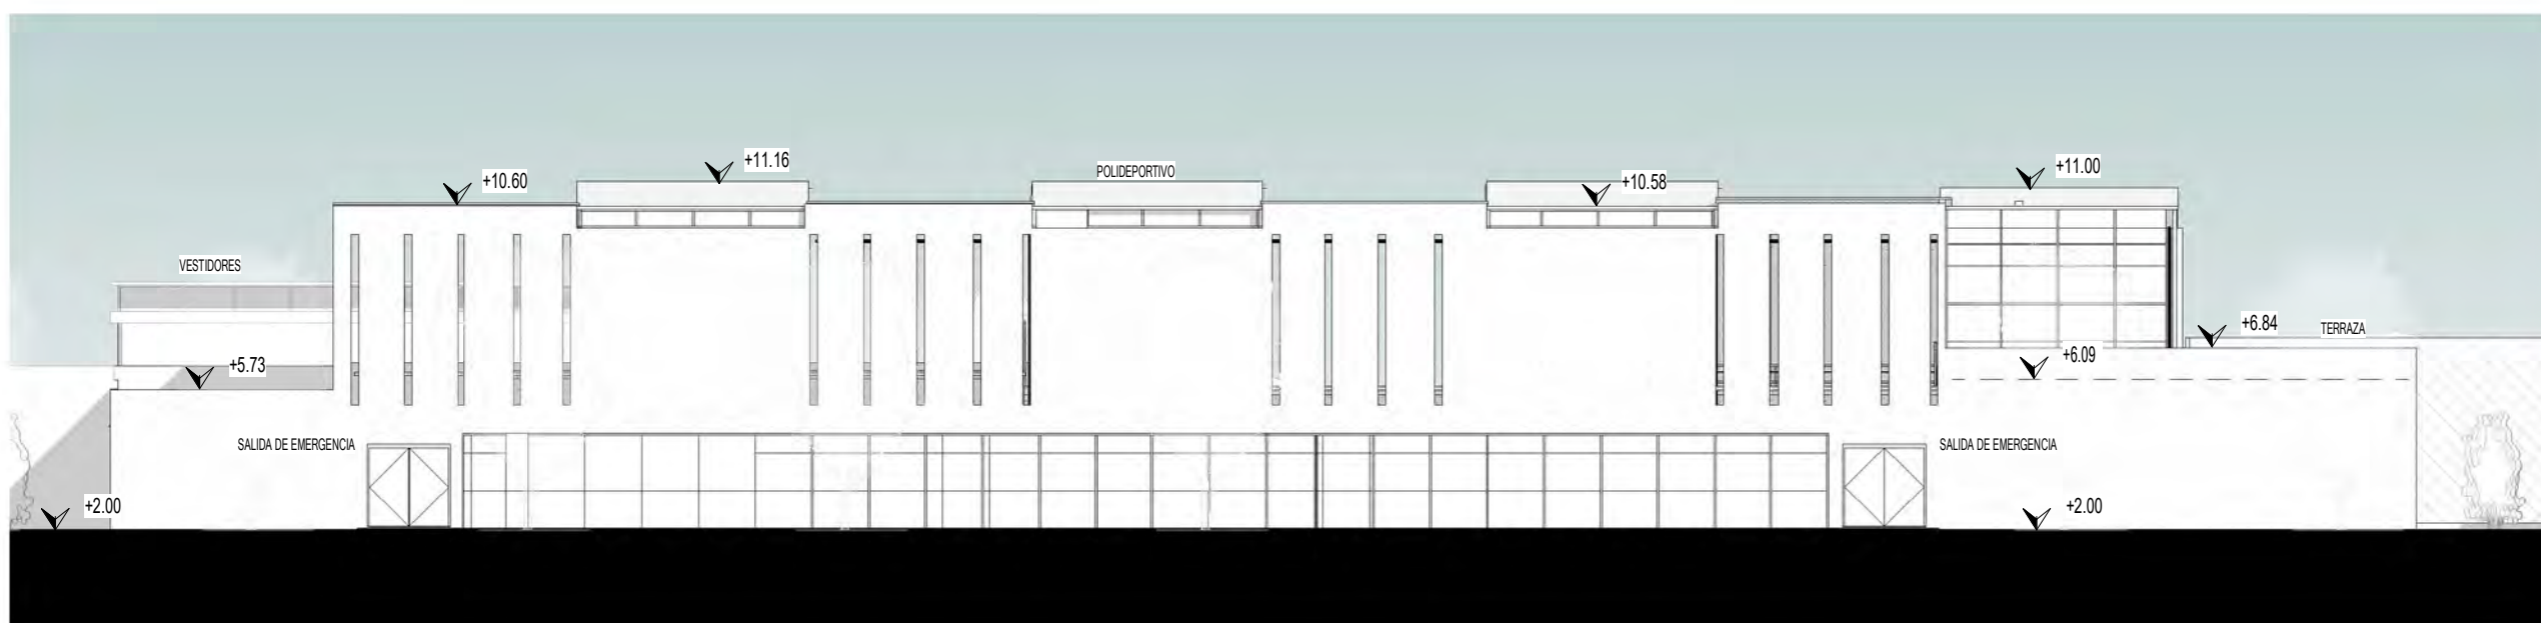 +11.16
POLIDEPORTIVO
+11.00
+10.60
+10.58
VESTIDORES
+6.84
TERRAZA
+6.09
+5.73
SALIDA DE EMERGENCIA
SALIDA DE EMERGENCIA
+2.00
+2.00